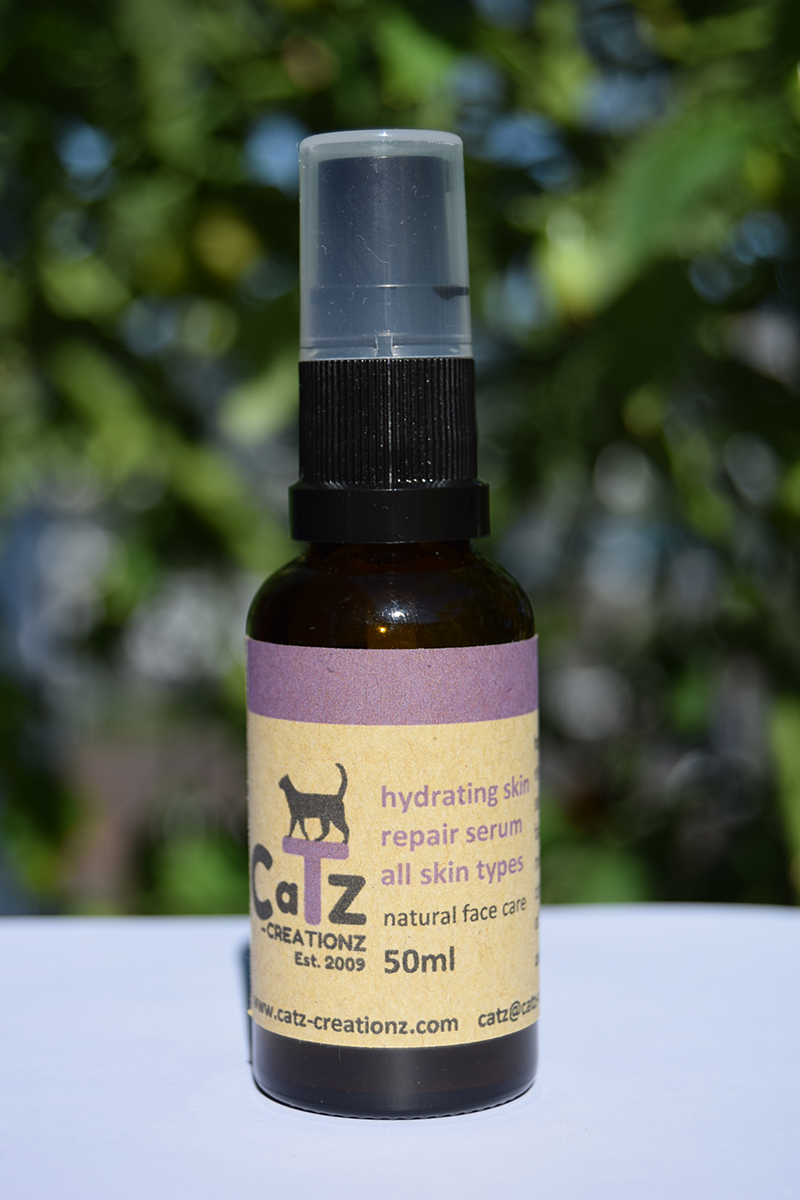 hydrating skin
repair serum
all skin types
CaTz
-CREATIONZ
Est. 2009
natural face care
50ml
www.catz-creationz.com